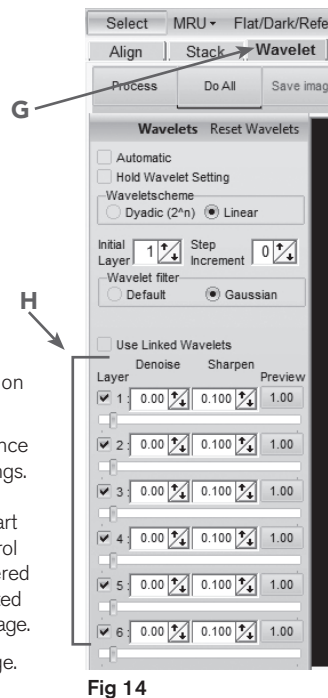 Select MRU Flat/Dark/Refe
Align Stack Wavelet
G
Process Do All Save imag
Wavelets Reset Wavelets
Automatic
Hold Wavelet Setting
Waveletscheme
Dyadic (2^n) Linear
Initial Layer 1 Step Increment 0
Wavelet filter
Default Gaussian
H
Use Linked Wavelets
Denoise Sharpen
Layer Preview
1 : 0.00 0.100 1.00
2 : 0.00 0.100 1.00
3 : 0.00 0.100 1.00
4 : 0.00 0.100 1.00
5 : 0.00 0.100 1.00
6 : 0.00 0.100 1.00
on
nce
ngs.
art
rol
ered
ted
age.
ge.
Fig 14